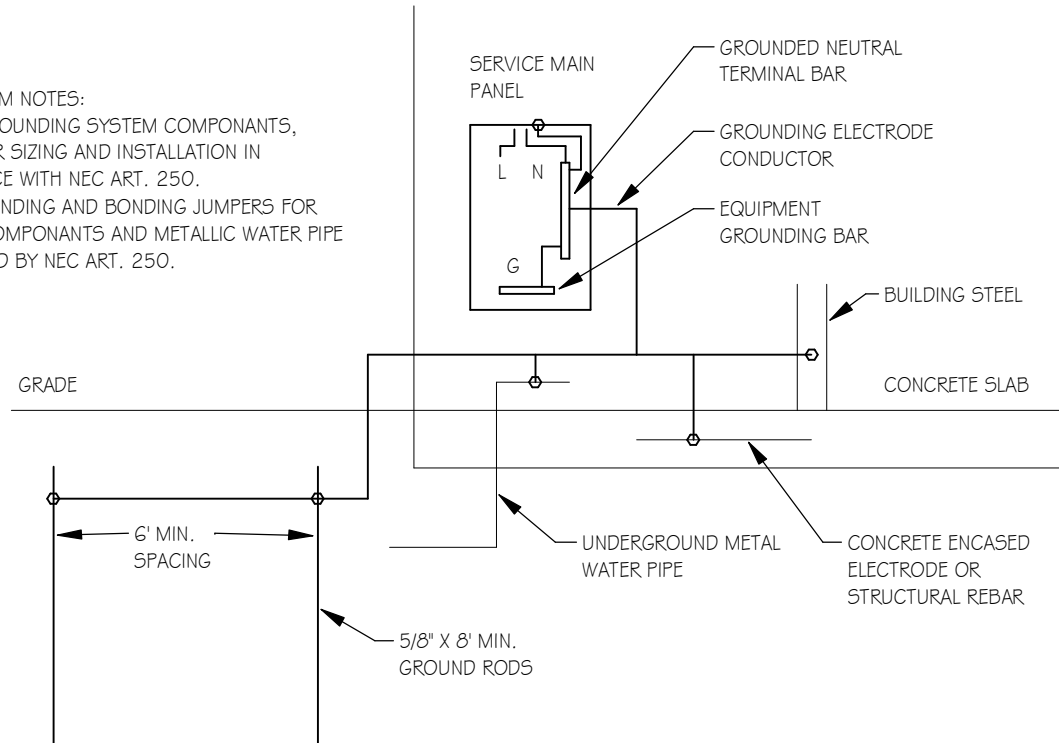 M NOTES:
OUNDING SYSTEM COMPONANTS,
R SIZING AND INSTALLATION IN
CE WITH NEC ART. 250.
NDING AND BONDING JUMPERS FOR
OMPONANTS AND METALLIC WATER PIPE
D BY NEC ART. 250.
SERVICE MAIN
PANEL
L N
G
GROUNDED NEUTRAL
TERMINAL BAR
GROUNDING ELECTRODE
CONDUCTOR
EQUIPMENT
GROUNDING BAR
BUILDING STEEL
GRADE
CONCRETE SLAB
6' MIN.
SPACING
UNDERGROUND METAL
WATER PIPE
CONCRETE ENCASED
ELECTRODE OR
STRUCTURAL REBAR
5/8" X 8' MIN.
GROUND RODS